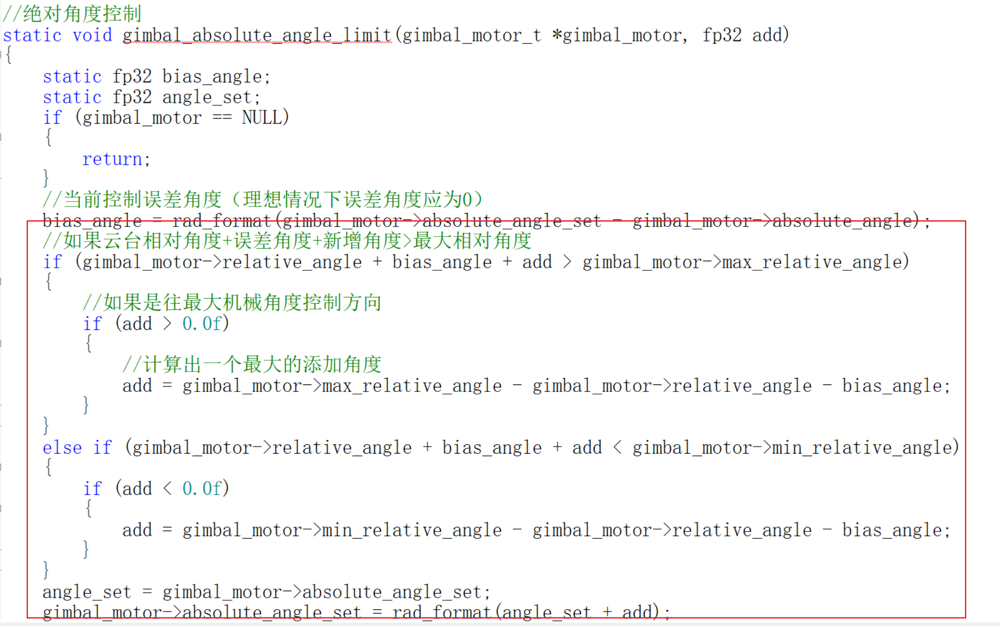 //绝对角度控制
static void gimbal_absolute_angle_limit(gimbal_motor_t *gimbal_motor, fp32 add)
{
    static fp32 bias_angle;
    static fp32 angle_set;
    if (gimbal_motor == NULL)
    {
        return;
    }
    //当前控制误差角度（理想情况下误差角度应为0）
    bias_angle = rad_format(gimbal_motor->absolute_angle_set - gimbal_motor->absolute_angle);
    //如果云台相对角度+误差角度+新增角度>最大相对角度
    if (gimbal_motor->relative_angle + bias_angle + add > gimbal_motor->max_relative_angle)
    {
        //如果是往最大机械角度控制方向
        if (add > 0.0f)
        {
            //计算出一个最大的添加角度
            add = gimbal_motor->max_relative_angle - gimbal_motor->relative_angle - bias_angle;
        }
    }
    else if (gimbal_motor->relative_angle + bias_angle + add < gimbal_motor->min_relative_angle)
    {
        if (add < 0.0f)
        {
            add = gimbal_motor->min_relative_angle - gimbal_motor->relative_angle - bias_angle;
        }
    }
    angle_set = gimbal_motor->absolute_angle_set;
    gimbal_motor->absolute_angle_set = rad_format(angle_set + add);